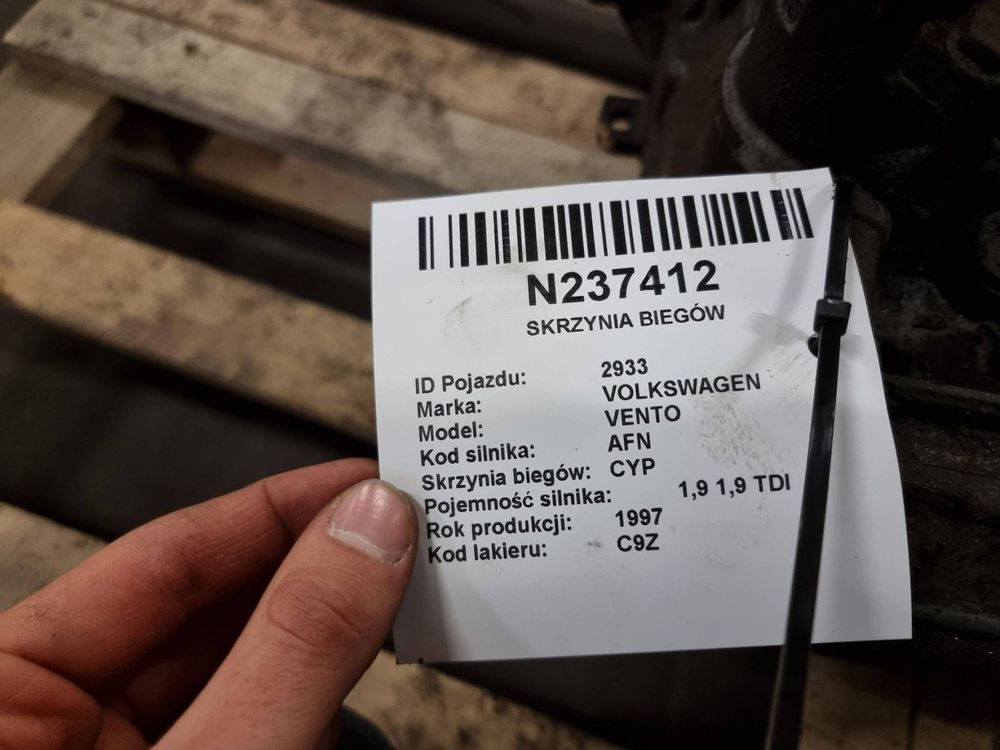 N237412
SKRZYNIA BIEGÓW
ID Pojazdu: 2933
Marka: VOLKSWAGEN
Model: VENTO
Kod silnika: AFN
Skrzynia biegów: CYP
Pojemność silnika: 1,9 1,9 TDI
Rok produkcji: 1997
Kod lakieru: C9Z